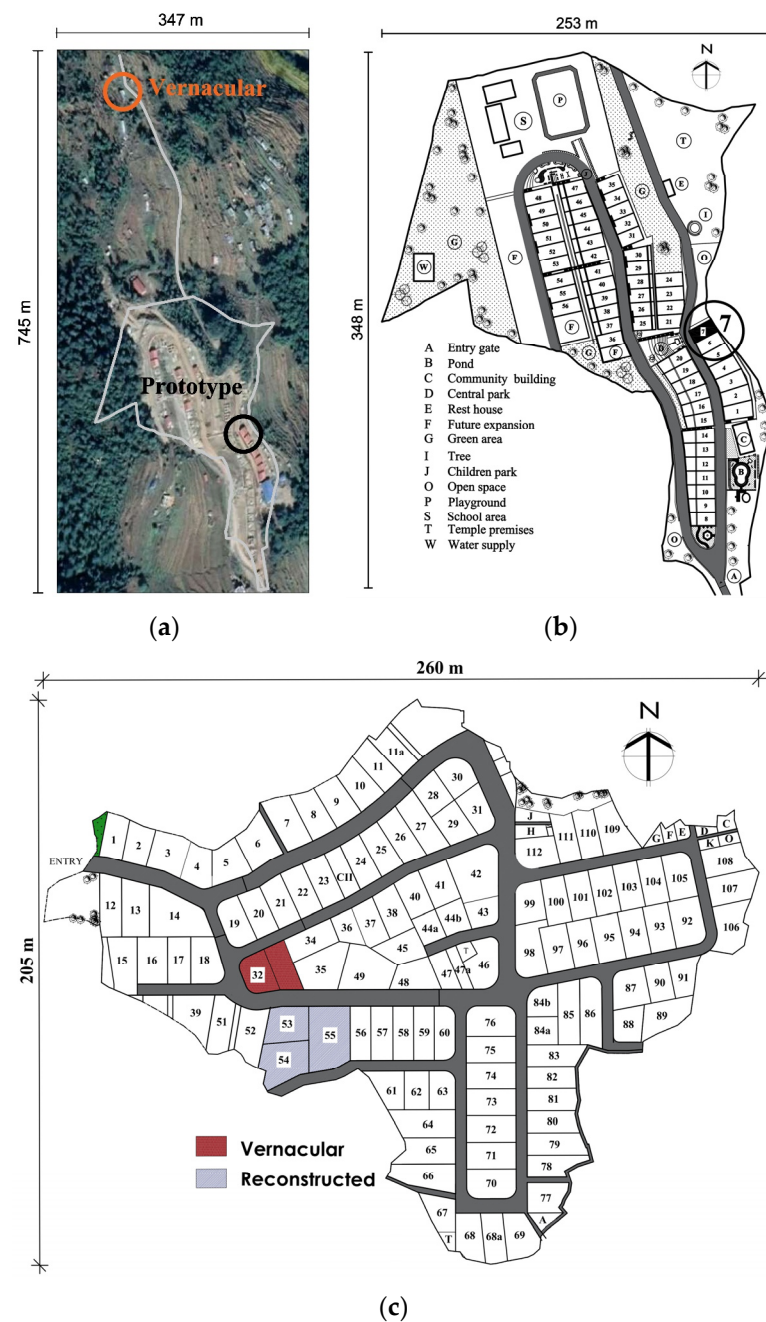 347 m
745 m
Vernacular
Prototype
(a)
253 m
348 m
N
P
S
T
E
G
I
O
F
W
G
48
49
50
51
52
53
54
55
56
F
47
46
45
44
43
42
41
40
39
38
37
36
35
34
33
32
31
30
29
28
27
26
25
24
23
22
21
G
F
D
7
7
6
5
4
3
2
1
20
19
18
17
16
15
14
13
12
11
10
9
8
C
B
O
A
A Entry gate
B Pond
C Community building
D Central park
E Rest house
F Future expansion
G Green area
I Tree
J Children park
O Open space
P Playground
S School area
T Temple premises
W Water supply
(b)
260 m
205 m
N
ENTRY
1
2
3
4
5
6
7
8
9
10
11
11a
12
13
14
15
16
17
18
19
20
21
22
23
CH
24
25
26
27
28
29
30
31
32
34
35
36
37
38
39
40
41
42
43
44a
44b
45
46
47
47a
T
48
49
51
52
53
54
55
56
57
58
59
60
61
62
63
64
65
66
67
T
68
68a
69
70
71
72
73
74
75
76
77
A
78
79
80
81
82
83
84a
84b
85
86
87
88
89
90
91
92
93
94
95
96
97
98
99
100
101
102
103
104
105
106
107
108
109
110
111
112
J
H
G
F
E
D
C
K
O
Vernacular
Reconstructed
(c)